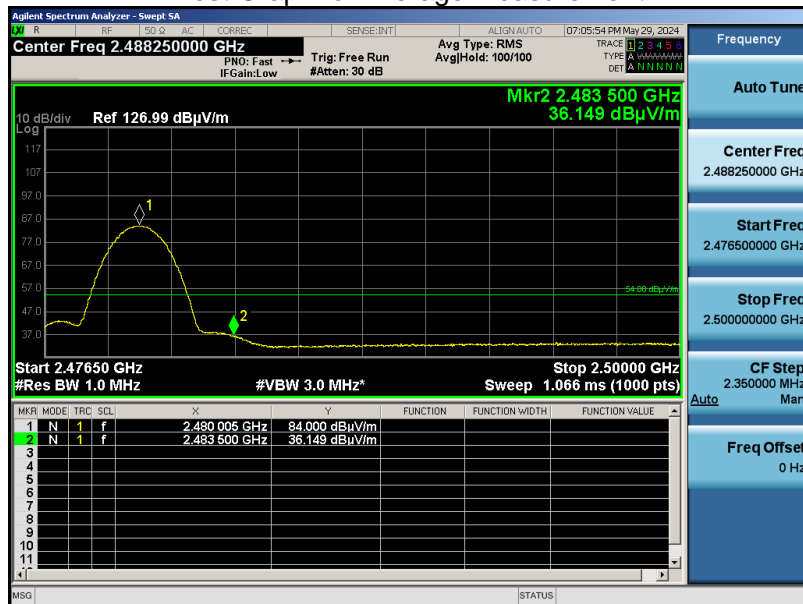 Agilent Spectrum Analyzer - Swept SA
LXI R RF 50 Ω AC CORREC SENSE:INT ALIGN AUTO 07:05:54 PM May 29, 2024
Center Freq 2.488250000 GHz
PNO: Fast
IFGain:Low
Trig: Free Run
#Atten: 30 dB
Avg Type: RMS
Avg|Hold: 100/100
TRACE 1 2 3 4 5 6
TYPE A WWWWW
DET A N N N N N
Mkr2 2.483 500 GHz
36.149 dBµV/m
10 dB/div Ref 126.99 dBµV/m
Log
117
107
97.0
87.0
77.0
67.0
57.0
47.0
37.0
1
2
54.00 dBµV/m
Start 2.47650 GHz Stop 2.50000 GHz
#Res BW 1.0 MHz #VBW 3.0 MHz* Sweep 1.066 ms (1000 pts)
MKR MODE TRC SCL X Y FUNCTION FUNCTION WIDTH FUNCTION VALUE
1 N 1 f 2.480 005 GHz 84.000 dBµV/m
2 N 1 f 2.483 500 GHz 36.149 dBµV/m
3
4
5
6
7
8
9
10
11
MSG STATUS
Frequency
Auto Tune
Center Freq
2.488250000 GHz
Start Freq
2.476500000 GHz
Stop Freq
2.500000000 GHz
CF Step
2.350000 MHz
Auto Man
Freq Offset
0 Hz